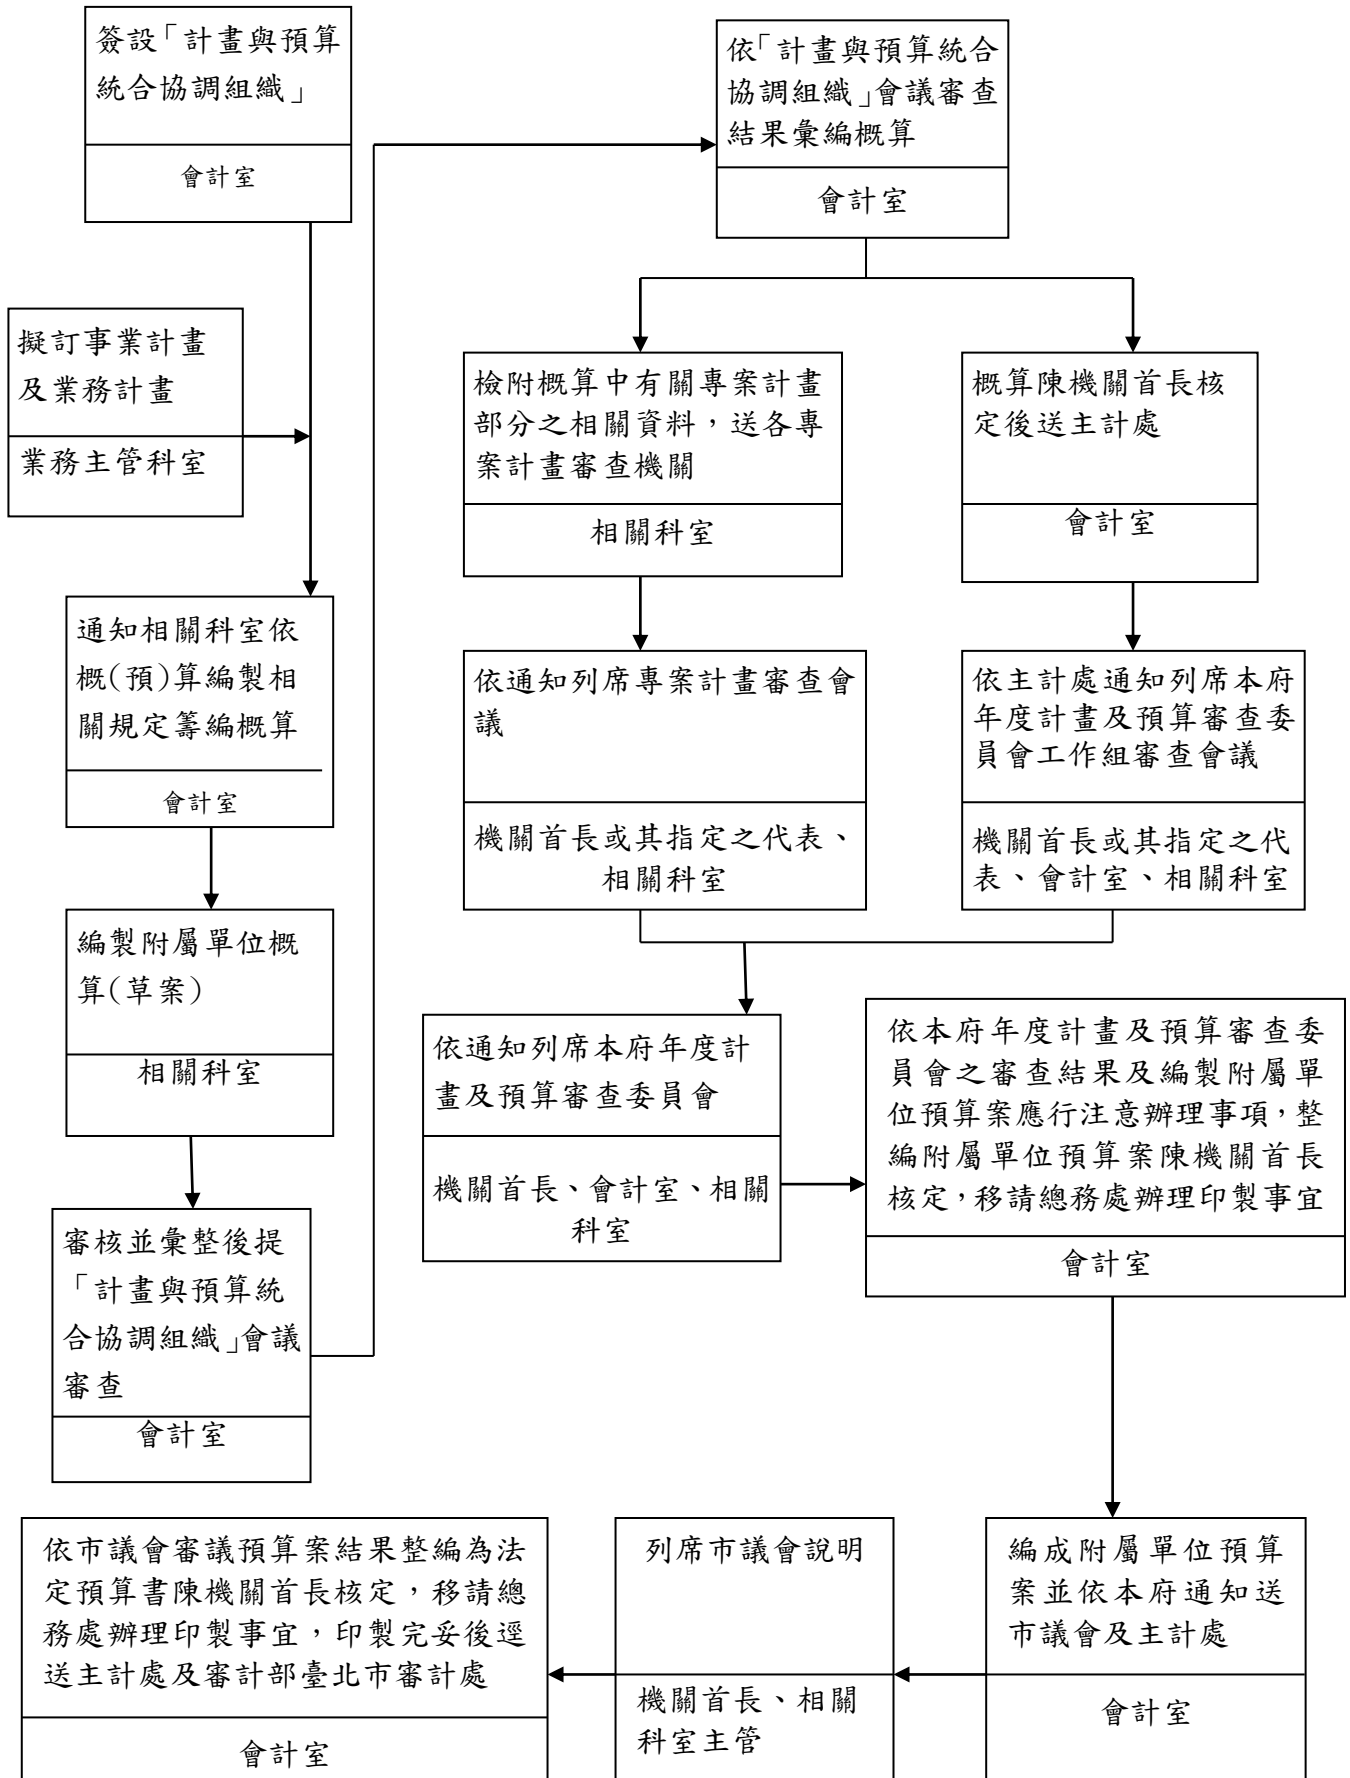 簽設「計畫與預算
統合協調組織」
會計室
擬訂事業計畫
及業務計畫
業務主管科室
通知相關科室依
概(預)算編製相
關規定籌編概算
會計室
編製附屬單位概
算(草案)
相關科室
審核並彙整後提
「計畫與預算統
合協調組織」會議
審查
會計室
依「計畫與預算統合
協調組織」會議審查
結果彙編概算
會計室
檢附概算中有關專案計畫
部分之相關資料，送各專
案計畫審查機關
相關科室
概算陳機關首長核
定後送主計處
會計室
依通知列席專案計畫審查會
議
機關首長或其指定之代表、
相關科室
依主計處通知列席本府
年度計畫及預算審查委
員會工作組審查會議
機關首長或其指定之代
表、會計室、相關科室
依通知列席本府年度計
畫及預算審查委員會
機關首長、會計室、相關
科室
依本府年度計畫及預算審查委
員會之審查結果及編製附屬單
位預算案應行注意辦理事項，整
編附屬單位預算案陳機關首長
核定，移請總務處辦理印製事宜
會計室
編成附屬單位預算
案並依本府通知送
市議會及主計處
會計室
列席市議會說明
機關首長、相關
科室主管
依市議會審議預算案結果整編為法
定預算書陳機關首長核定，移請總
務處辦理印製事宜，印製完妥後逕
送主計處及審計部臺北市審計處
會計室